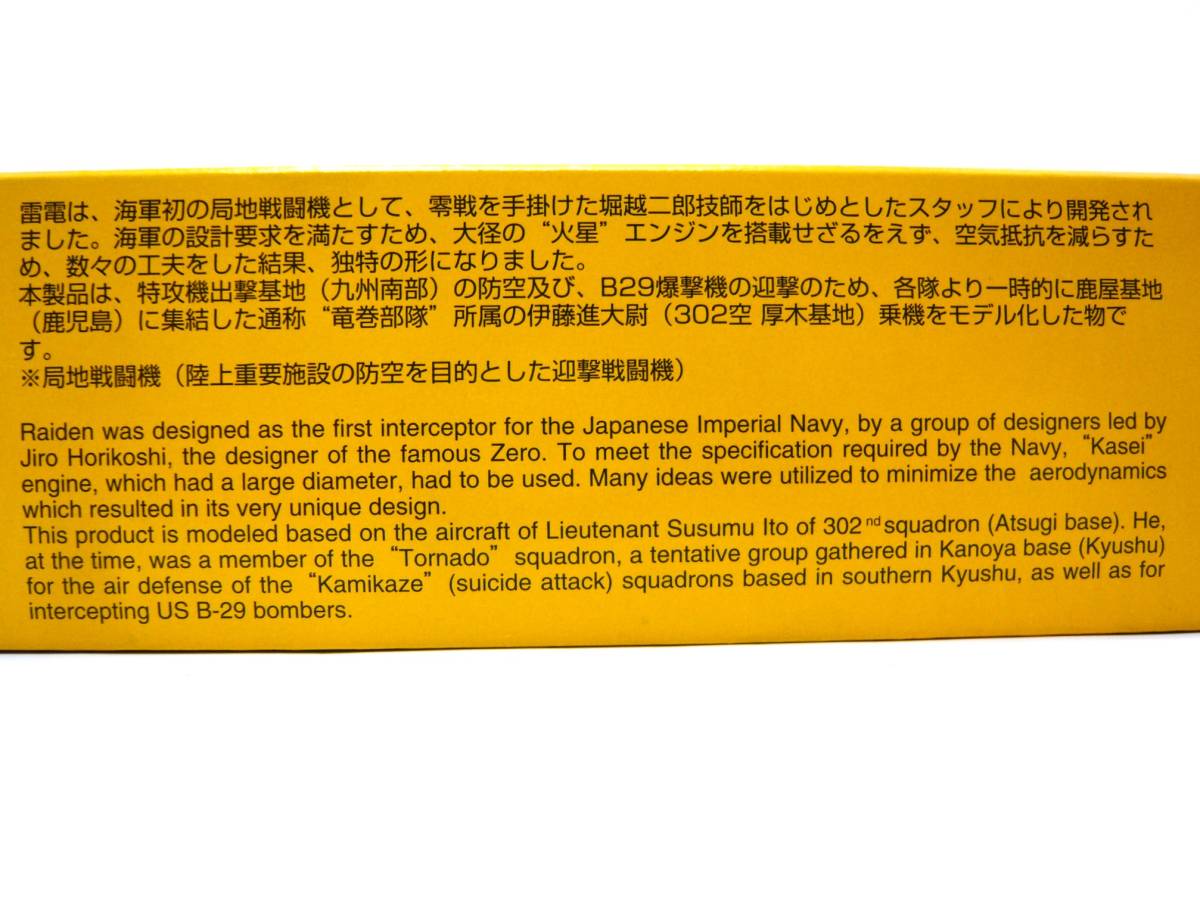 雷電は、海軍初の局地戦闘機として、零戦を手掛けた堀越二郎技師をはじめとしたスタッフにより開発され
ました。海軍の設計要求を満たすため、大径の“火星”エンジンを搭載せざるをえず、空気抵抗を減らすた
め、数々の工夫をした結果、独特の形になりました。
本製品は、特攻機出撃基地（九州南部）の防空及び、B29爆撃機の迎撃のため、各隊より一時的に鹿屋基地
（鹿児島）に集結した通称“竜巻部隊”所属の伊藤進大尉（302空 厚木基地）乗機をモデル化した物で
す。
※局地戦闘機（陸上重要施設の防空を目的とした迎撃戦闘機）
Raiden was designed as the first interceptor for the Japanese Imperial Navy, by a group of designers led by
Jiro Horikoshi, the designer of the famous Zero. To meet the specification required by the Navy, “Kasei”
engine, which had a large diameter, had to be used. Many ideas were utilized to minimize the aerodynamics
which resulted in its very unique design.
This product is modeled based on the aircraft of Lieutenant Susumu Ito of 302nd squadron (Atsugi base). He,
at the time, was a member of the “Tornado” squadron, a tentative group gathered in Kanoya base (Kyushu)
for the air defense of the “Kamikaze” (suicide attack) squadrons based in southern Kyushu, as well as for
intercepting US B-29 bombers.